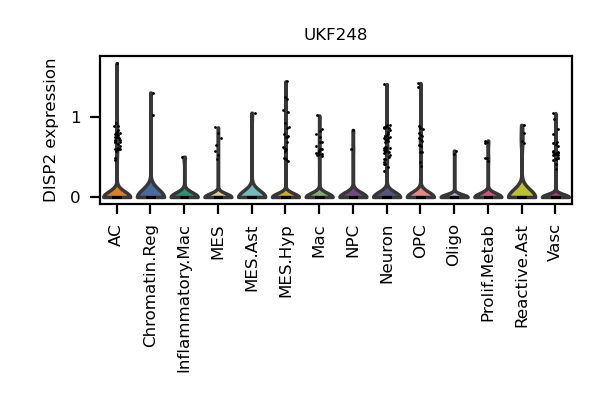 UKF248
DISP2 expression
1
0
AC
Chromatin.Reg
Inflammatory.Mac
MES
MES.Ast
MES.Hyp
Mac
NPC
Neuron
OPC
Oligo
Prolif.Metab
Reactive.Ast
Vasc